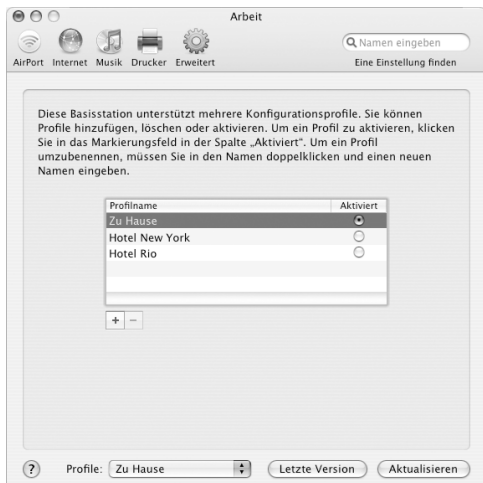 Arbeit
Namen eingeben
AirPort Internet Musik Drucker Erweitert
Eine Einstellung finden
Diese Basisstation unterstützt mehrere Konfigurationsprofile. Sie können
Profile hinzufügen, löschen oder aktivieren. Um ein Profil zu aktivieren, klicken
Sie in das Markierungsfeld in der Spalte „Aktiviert“. Um ein Profil
umzubenennen, müssen Sie in den Namen doppelklicken und einen neuen
Namen eingeben.
Profilname Aktiviert
Zu Hause
Hotel New York
Hotel Rio
+ −
? Profile: Zu Hause Letzte Version Aktualisieren